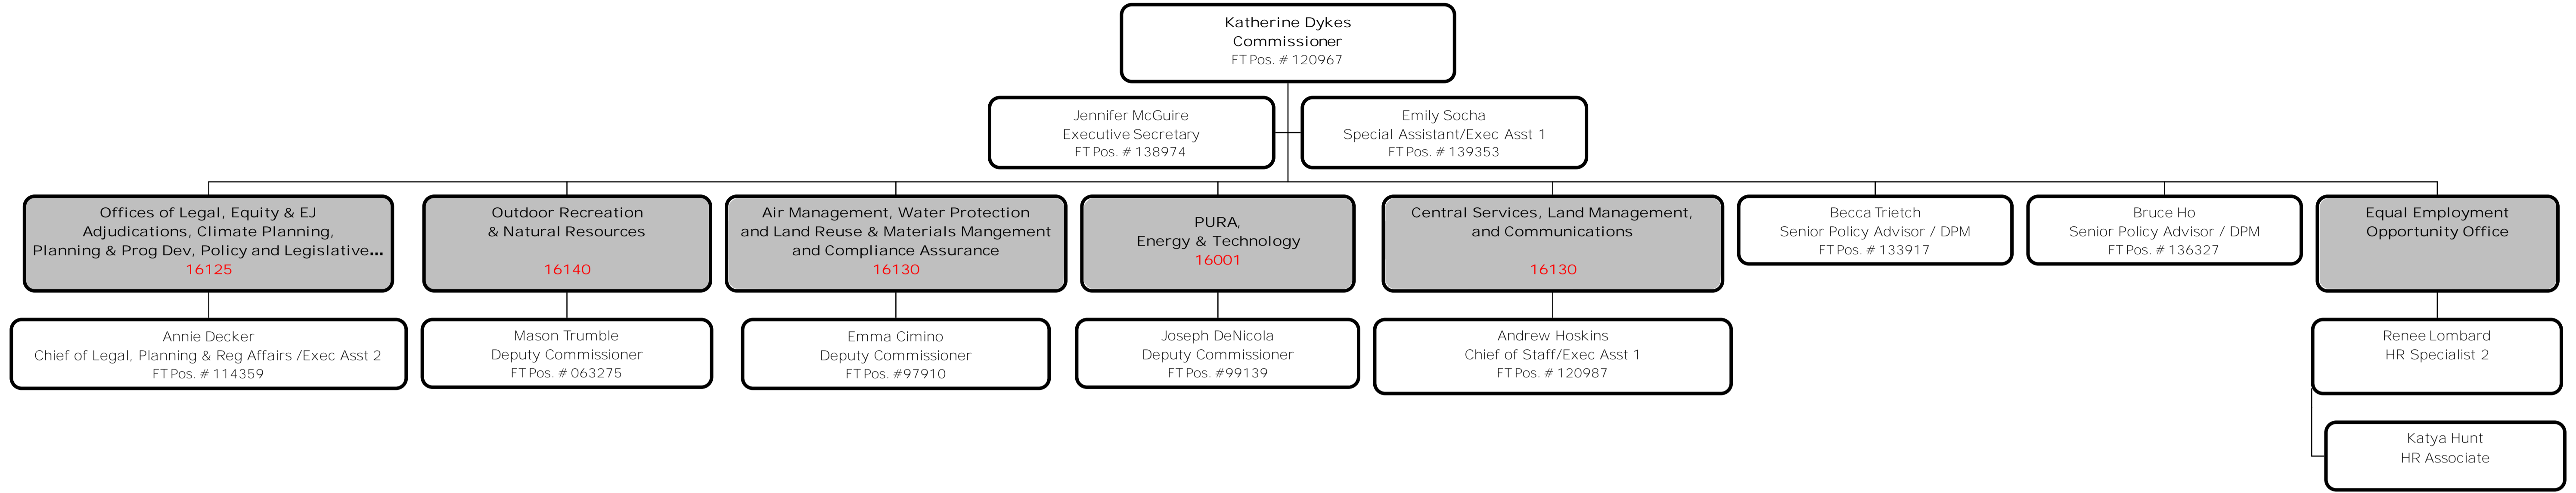 Katherine Dykes
Commissioner
FT Pos. # 120967
Jennifer McGuire
Executive Secretary
FT Pos. # 138974
Emily Socha
Special Assistant/Exec Asst 1
FT Pos. # 139353
Offices of Legal, Equity & EJ
Adjudications, Climate Planning,
Planning & Prog Dev, Policy and Legislative...
16125
Outdoor Recreation
& Natural Resources
16140
Air Management, Water Protection
and Land Reuse & Materials Mangement
and Compliance Assurance
16130
PURA,
Energy & Technology
16001
Central Services, Land Management,
and Communications
16130
Becca Trietch
Senior Policy Advisor / DPM
FT Pos. # 133917
Bruce Ho
Senior Policy Advisor / DPM
FT Pos. # 136327
Equal Employment
Opportunity Office
Annie Decker
Chief of Legal, Planning & Reg Affairs /Exec Asst 2
FT Pos. # 114359
Mason Trumble
Deputy Commissioner
FT Pos. # 063275
Emma Cimino
Deputy Commissioner
FT Pos. #97910
Joseph DeNicola
Deputy Commissioner
FT Pos. #99139
Andrew Hoskins
Chief of Staff/Exec Asst 1
FT Pos. # 120987
Renee Lombard
HR Specialist 2
Katya Hunt
HR Associate